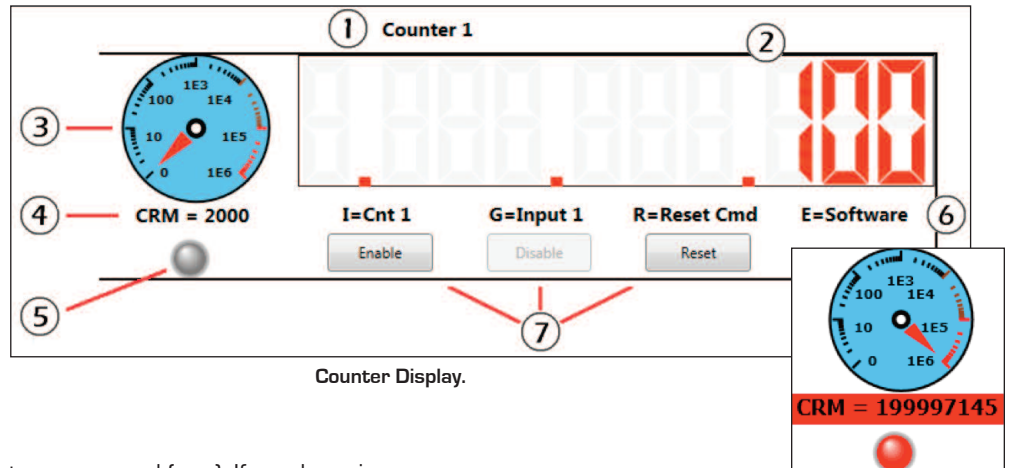 1 Counter 1
2
100
3
0 10 100 1E3 1E4 1E5 1E6
4 CRM = 2000
I=Cnt 1 G=Input 1 R=Reset Cmd E=Software 6
Enable Disable Reset
5
7
Counter Display.
0 10 100 1E3 1E4 1E5 1E6
CRM = 199997145